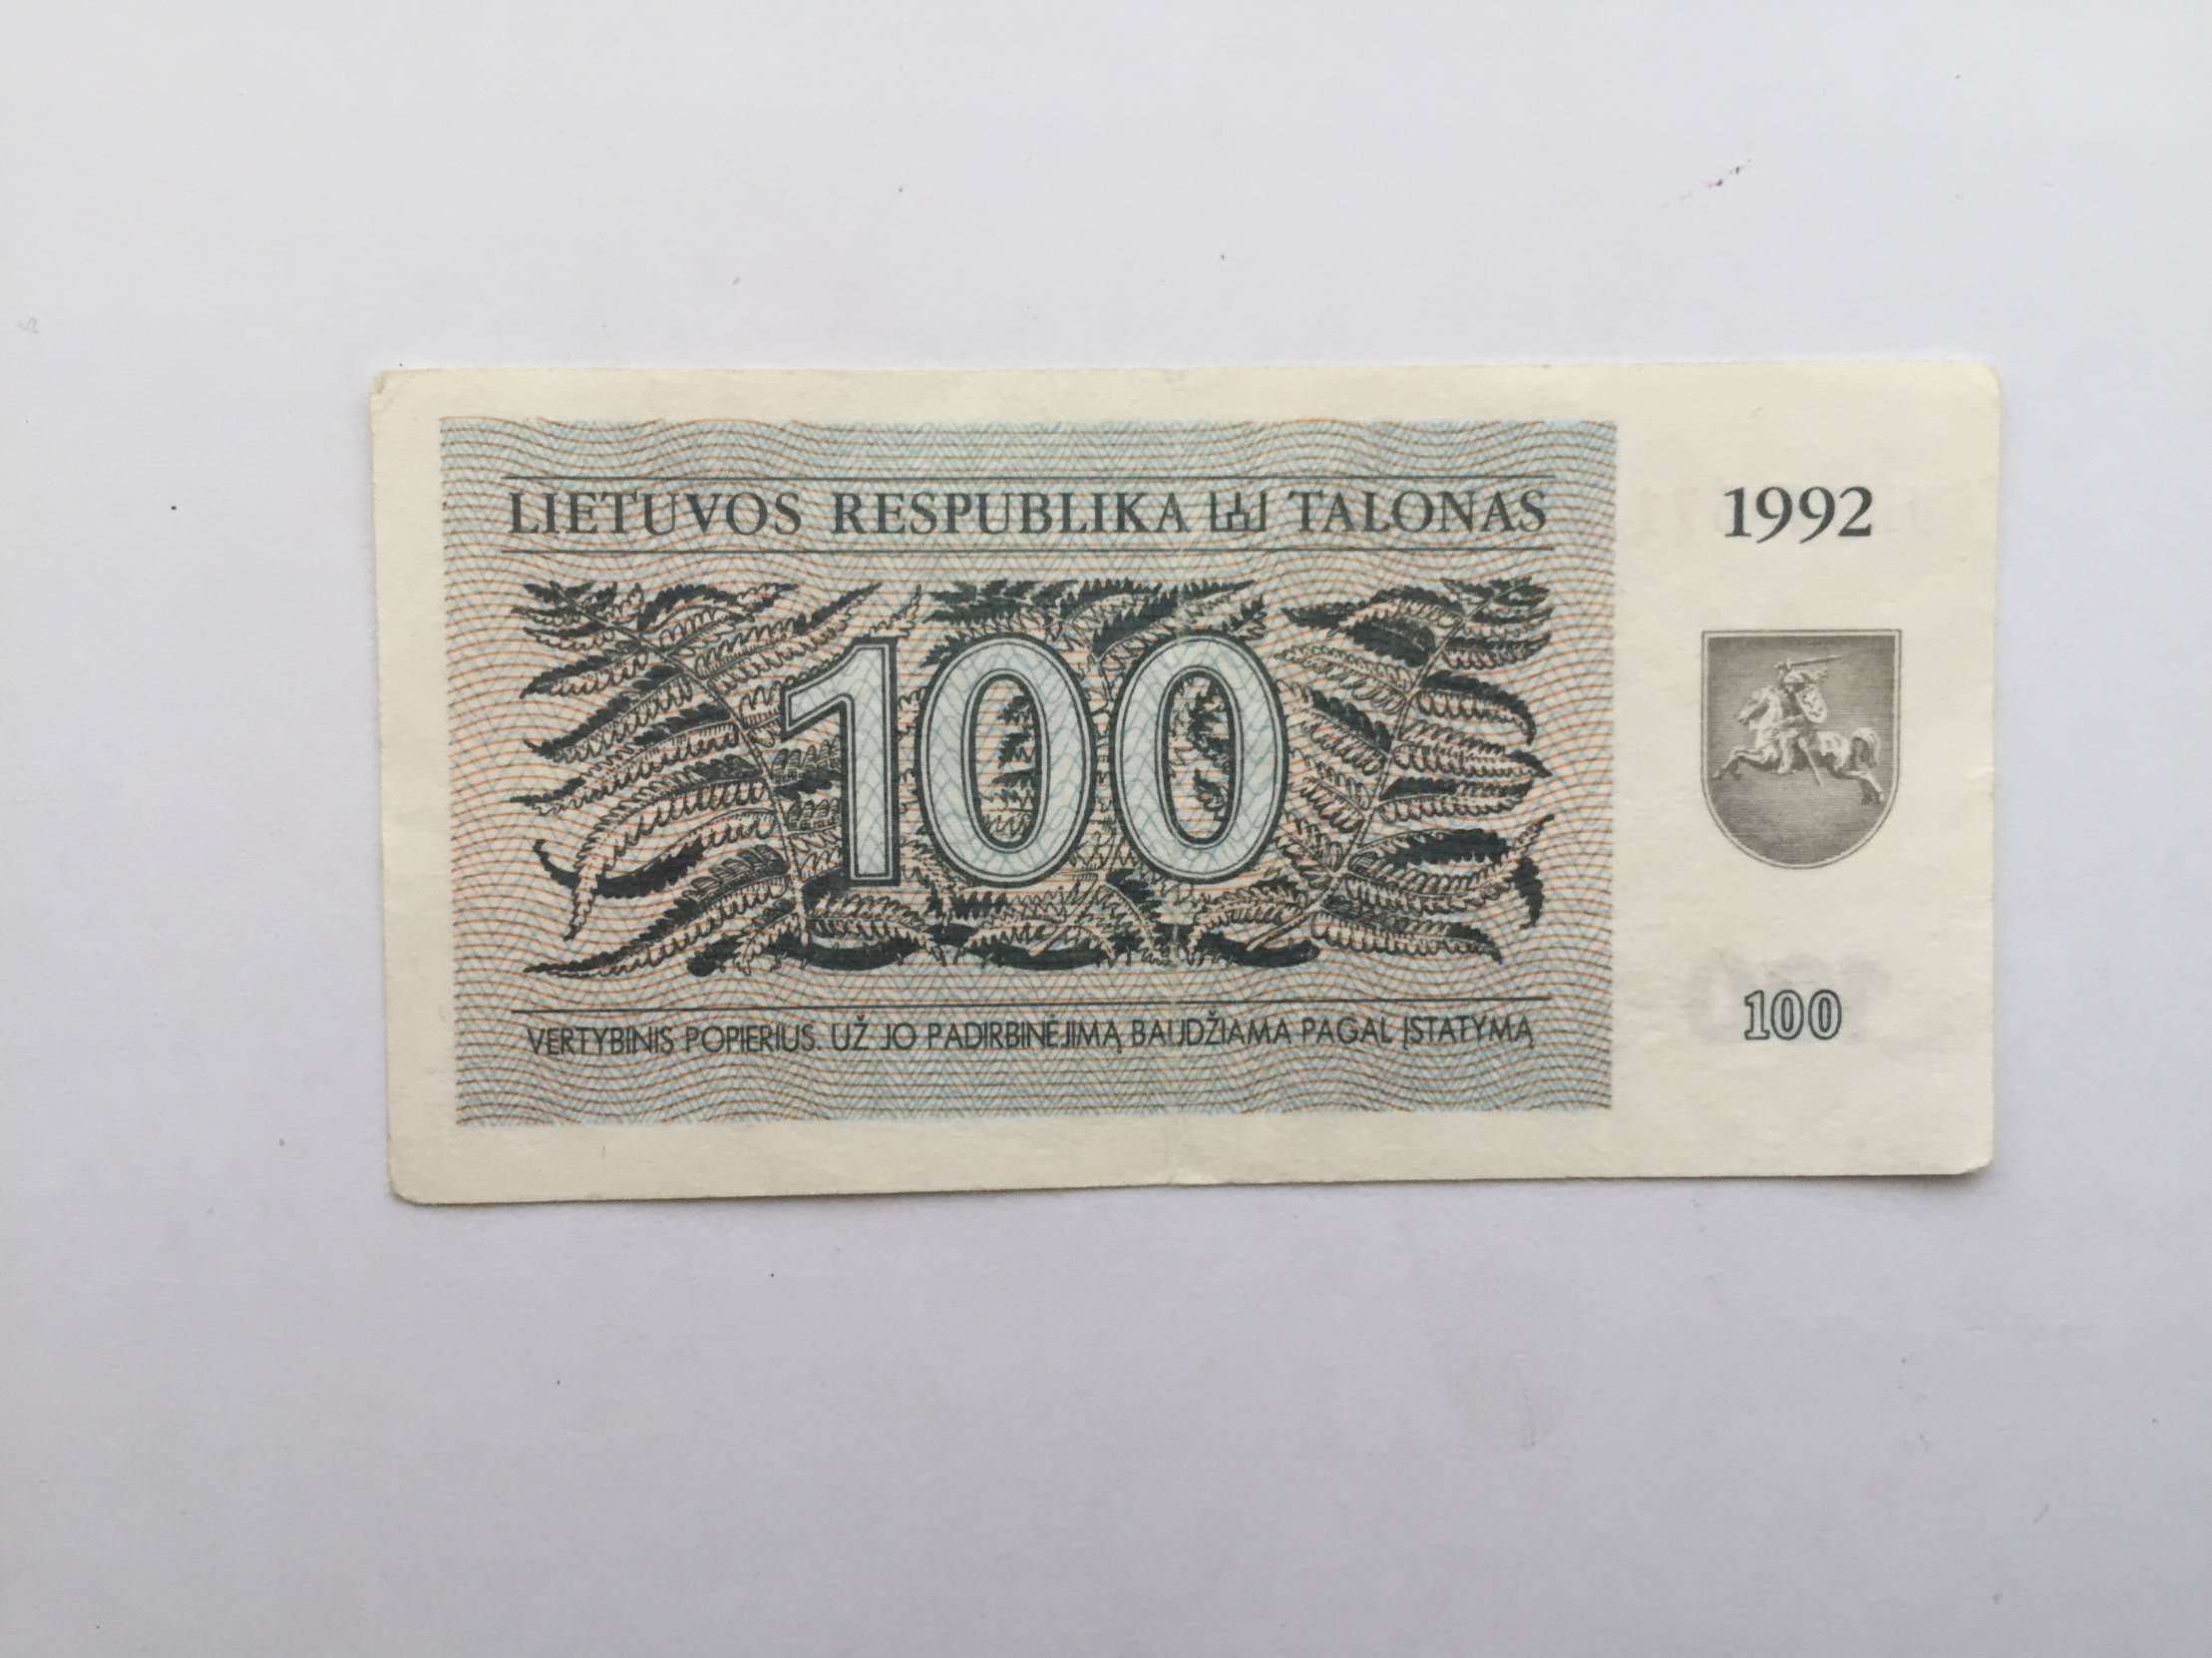 LIETUVOS RESPUBLIKA TALONAS
1992
100
100
VERTYBINIS POPIERIUS. UŽ JO PADIRBINĖJIMĄ BAUDŽIAMA PAGAL ĮSTATYMĄ